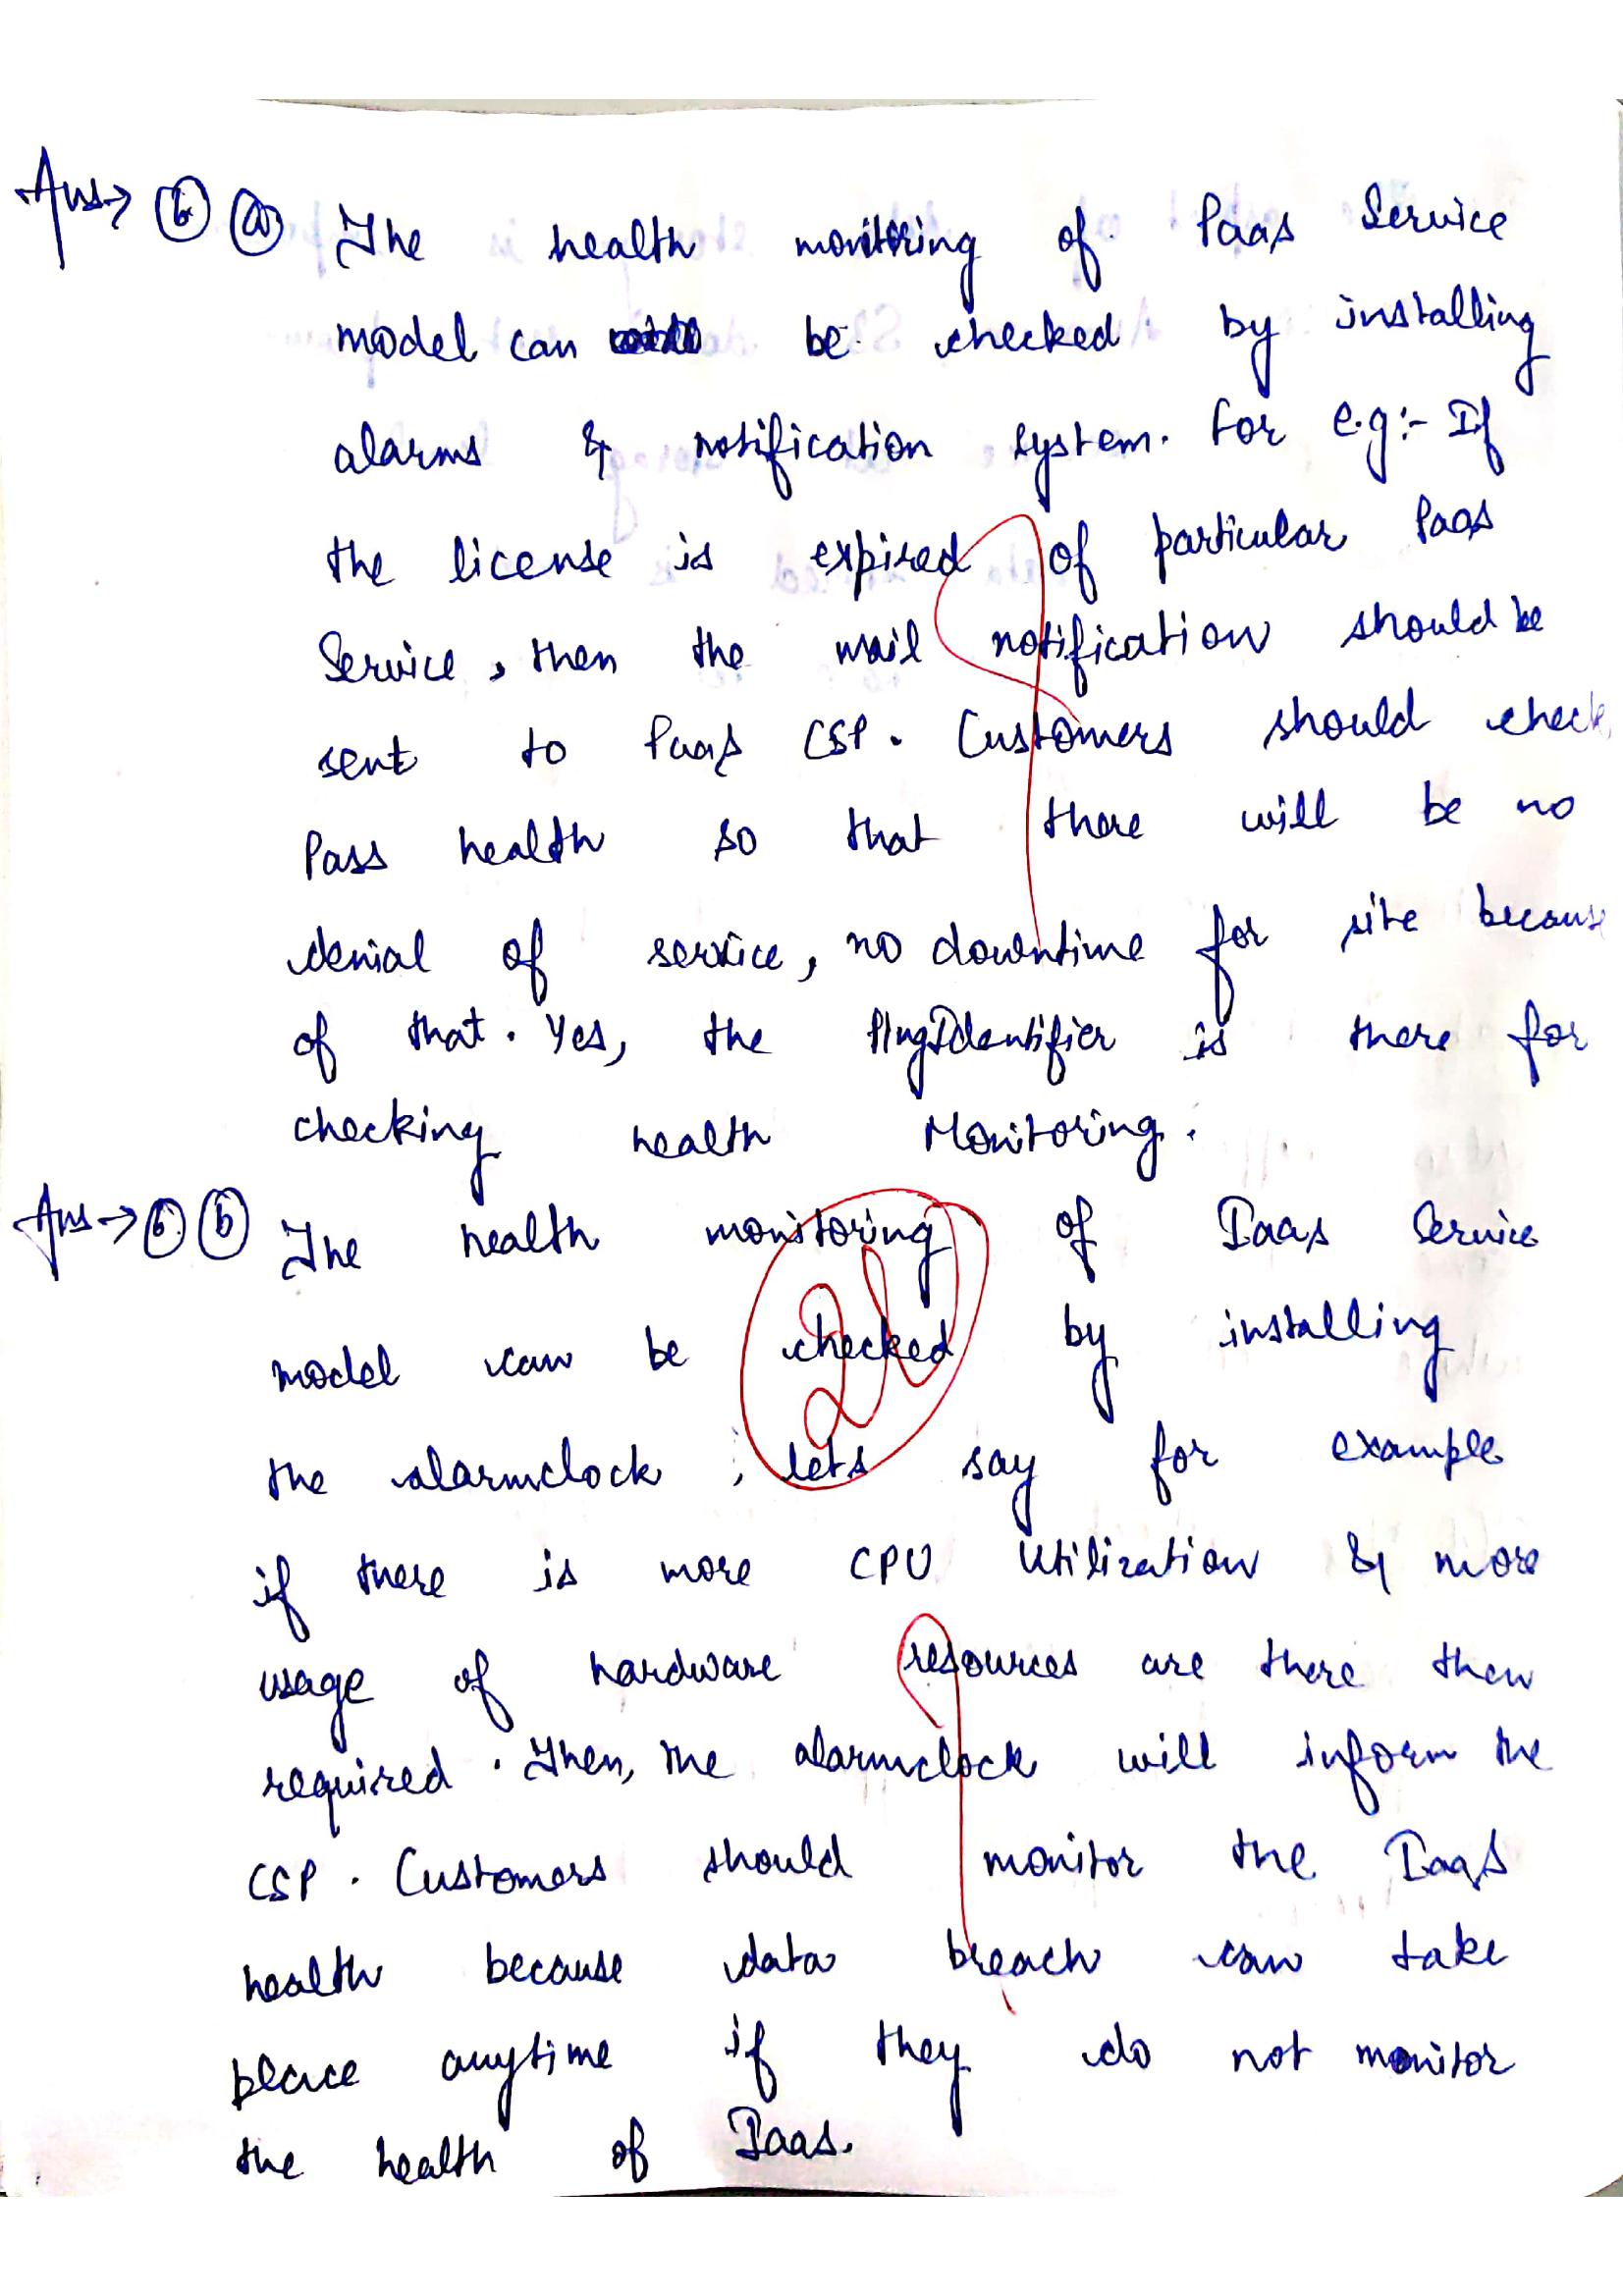 Ans→ 6 a The health monitoring of Paas Service
model can be checked by installing
alarms & notification system. For e.g:- If
the license is expired of particular Paas
Service, then the mail notification should be
sent to PaaS CSP. Customers should check
Pass health so that there will be no
denial of service, no downtime for site because
of that. Yes, the is there for
checking health Monitoring.
Ans→ 6 b The health monitoring of Iaas Service
model can be checked by installing
the alarmclock, lets say for example
if there is more CPU Utilization & more
usage of hardware resources are there then
required. Then, the alarmclock will inform the
CSP. Customers should monitor the IaaS
health because data breach can take
place anytime if they do not monitor
the health of Iaas.